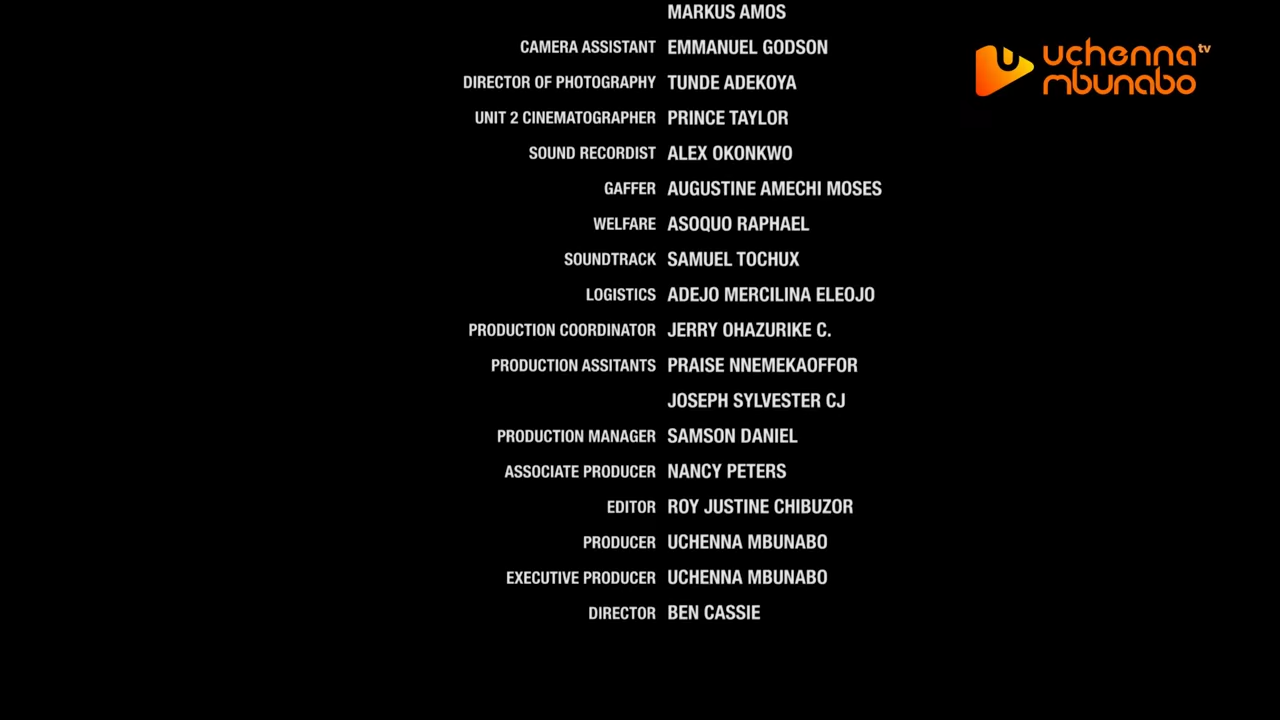 MARKUS AMOS
CAMERA ASSISTANT EMMANUEL GODSON
DIRECTOR OF PHOTOGRAPHY TUNDE ADEKOYA
UNIT 2 CINEMATOGRAPHER PRINCE TAYLOR
SOUND RECORDIST ALEX OKONKWO
GAFFER AUGUSTINE AMECHI MOSES
WELFARE ASOQUO RAPHAEL
SOUNDTRACK SAMUEL TOCHUX
LOGISTICS ADEJO MERCILINA ELEOJO
PRODUCTION COORDINATOR JERRY OHAZURIKE C.
PRODUCTION ASSITANTS PRAISE NNEMEKAOFFOR
JOSEPH SYLVESTER CJ
PRODUCTION MANAGER SAMSON DANIEL
ASSOCIATE PRODUCER NANCY PETERS
EDITOR ROY JUSTINE CHIBUZOR
PRODUCER UCHENNA MBUNABO
EXECUTIVE PRODUCER UCHENNA MBUNABO
DIRECTOR BEN CASSIE
U uchenna tv
mbunabo